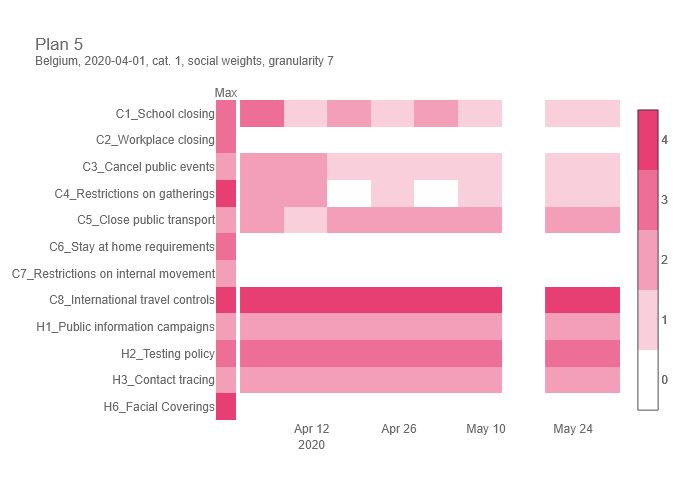 Plan 5
Belgium, 2020-04-01, cat. 1, social weights, granularity 7
Max
C1_School closing
C2_Workplace closing
C3_Cancel public events
C4_Restrictions on gatherings
C5_Close public transport
C6_Stay at home requirements
C7_Restrictions on internal movement
C8_International travel controls
H1_Public information campaigns
H2_Testing policy
H3_Contact tracing
H6_Facial Coverings
Apr 12
2020
Apr 26
May 10
May 24
4
3
2
1
0